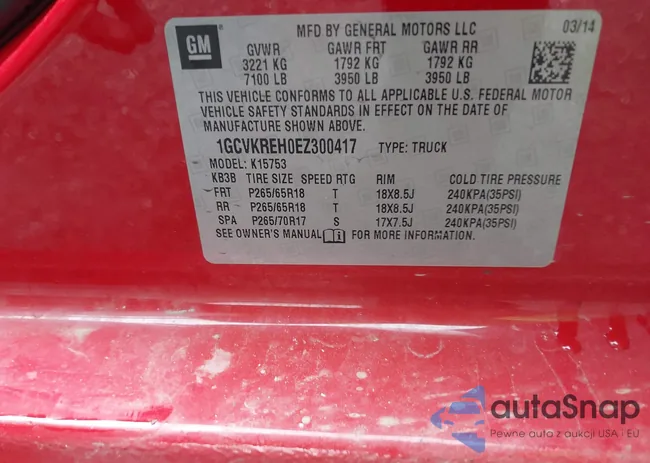 GM
MFD BY GENERAL MOTORS LLC 03/14
GVWR GAWR FRT GAWR RR
3221 KG 1792 KG 1792 KG
7100 LB 3950 LB 3950 LB
THIS VEHICLE CONFORMS TO ALL APPLICABLE U.S. FEDERAL MOTOR
VEHICLE SAFETY STANDARDS IN EFFECT ON THE DATE OF
MANUFACTURE SHOWN ABOVE.
1GCVKREH0EZ300417 TYPE: TRUCK
MODEL: K15753
KB3B TIRE SIZE SPEED RTG RIM COLD TIRE PRESSURE
FRT P265/65R18 T 18X8.5J 240KPA(35PSI)
RR P265/65R18 T 18X8.5J 240KPA(35PSI)
SPA P265/70R17 S 17X7.5J 240KPA(35PSI)
SEE OWNER'S MANUAL FOR MORE INFORMATION.
autaSnap
Pewne auta z aukcji USA i EU